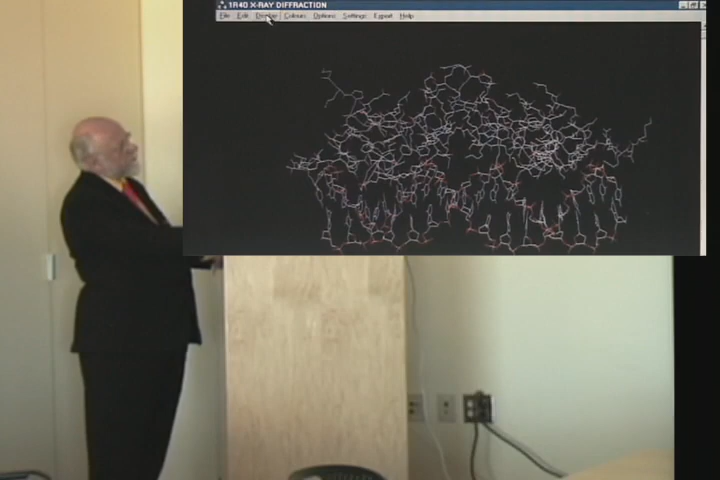 1R40 X-RAY DIFFRACTION
File Edit Display Colours Options Settings Export Help